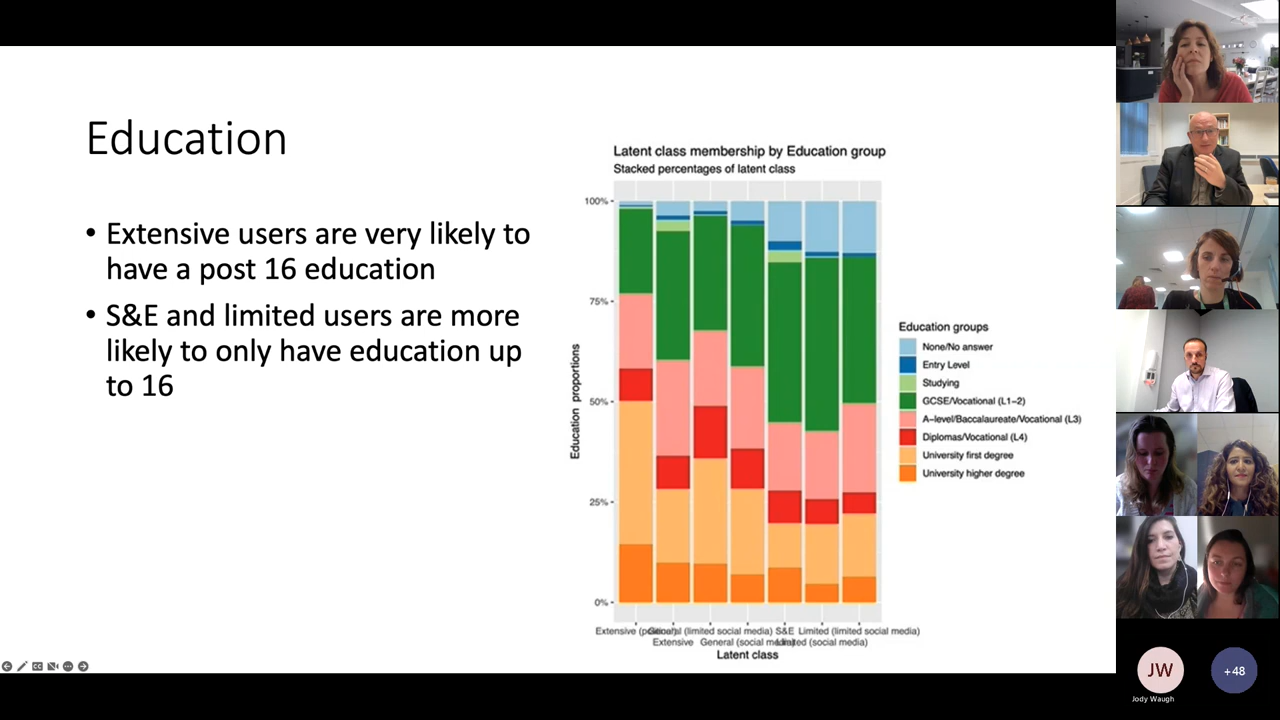 Education
• Extensive users are very likely to
have a post 16 education
• S&E and limited users are more
likely to only have education up
to 16
Latent class membership by Education group
Stacked percentages of latent class
100%
75%
50%
25%
0%
Education proportions
Extensive
General (limited social media)
S&E
Limited (limited social media)
Extensive
General (social
(social media)
Latent class
Education groups
None/No answer
Entry Level
Studying
GCSE/Vocational (L1–2)
A–level/Baccalaureate/Vocational (L3)
Diplomas/Vocational (L4)
University first degree
University higher degree
JW
Jody Waugh
+48